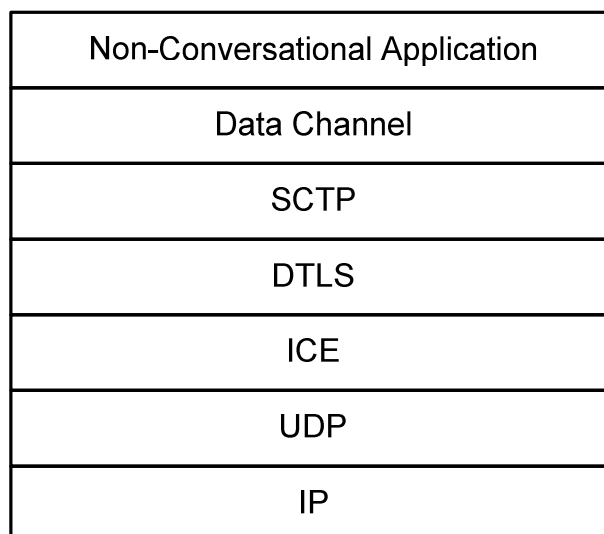 Non-Conversational Application
Data Channel
SCTP
DTLS
ICE
UDP
IP